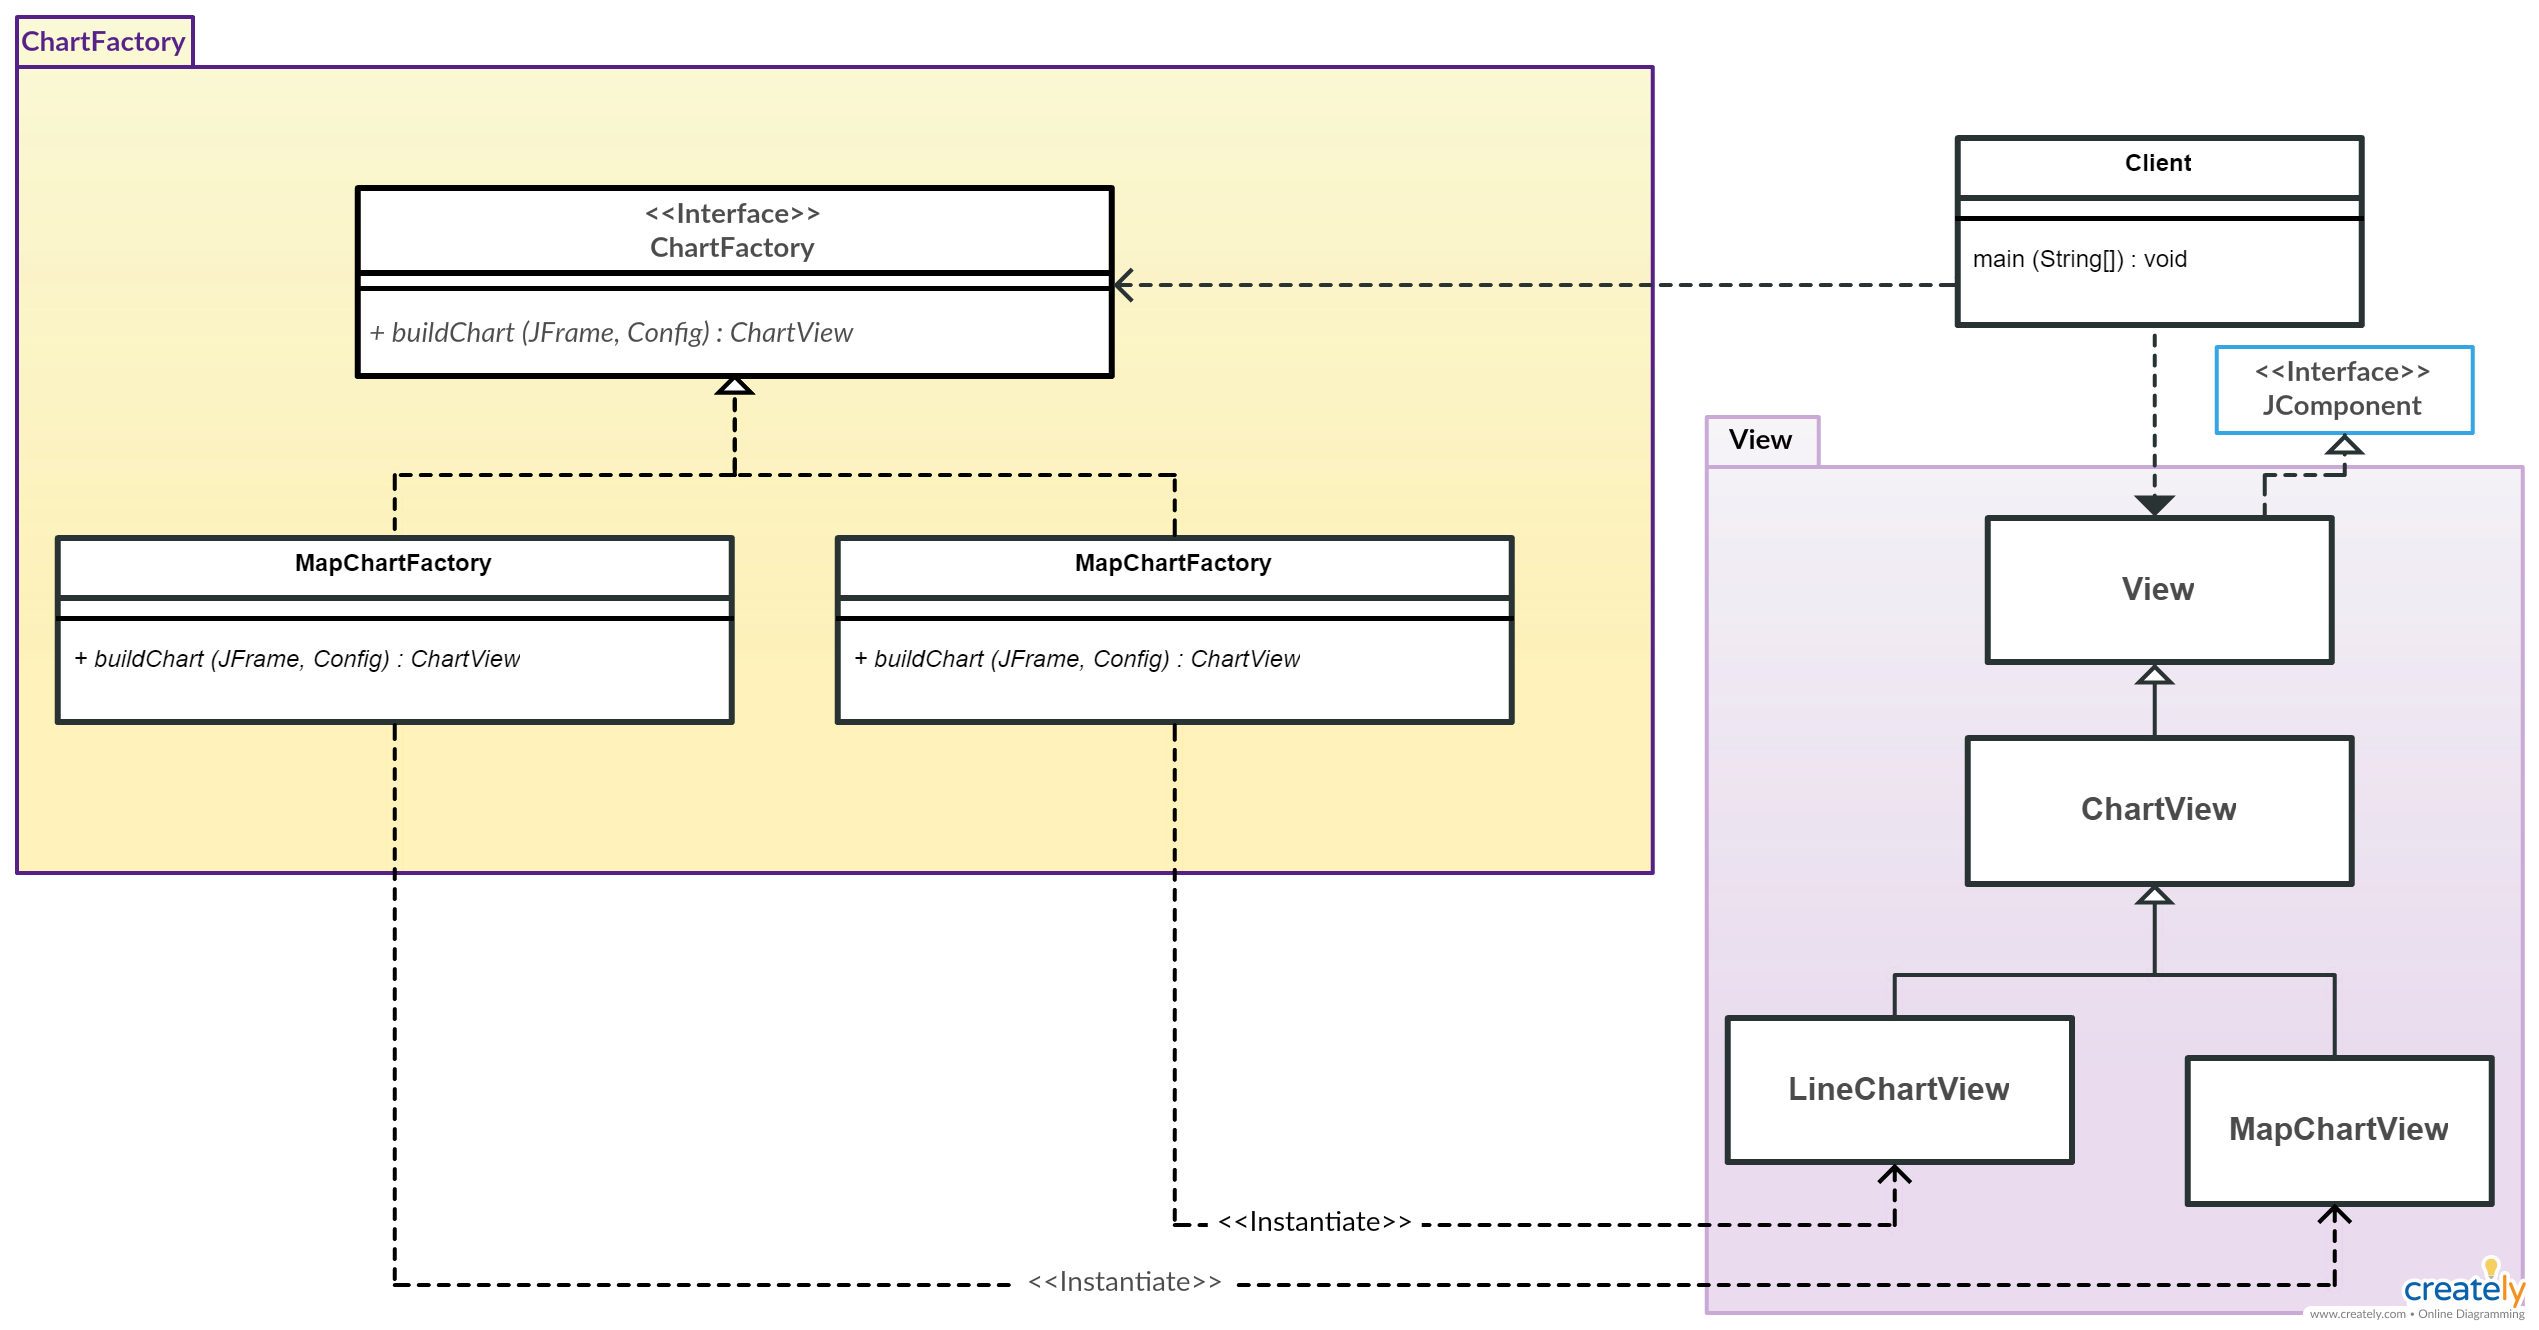 ChartFactory
<<Interface>>
ChartFactory
+ buildChart (JFrame, Config) : ChartView
Client
main (String[]) : void
<<Interface>>
JComponent
View
MapChartFactory
+ buildChart (JFrame, Config) : ChartView
MapChartFactory
+ buildChart (JFrame, Config) : ChartView
View
ChartView
LineChartView
MapChartView
<<Instantiate>>
<<Instantiate>>
creately
www.creately.com • Online Diagramming